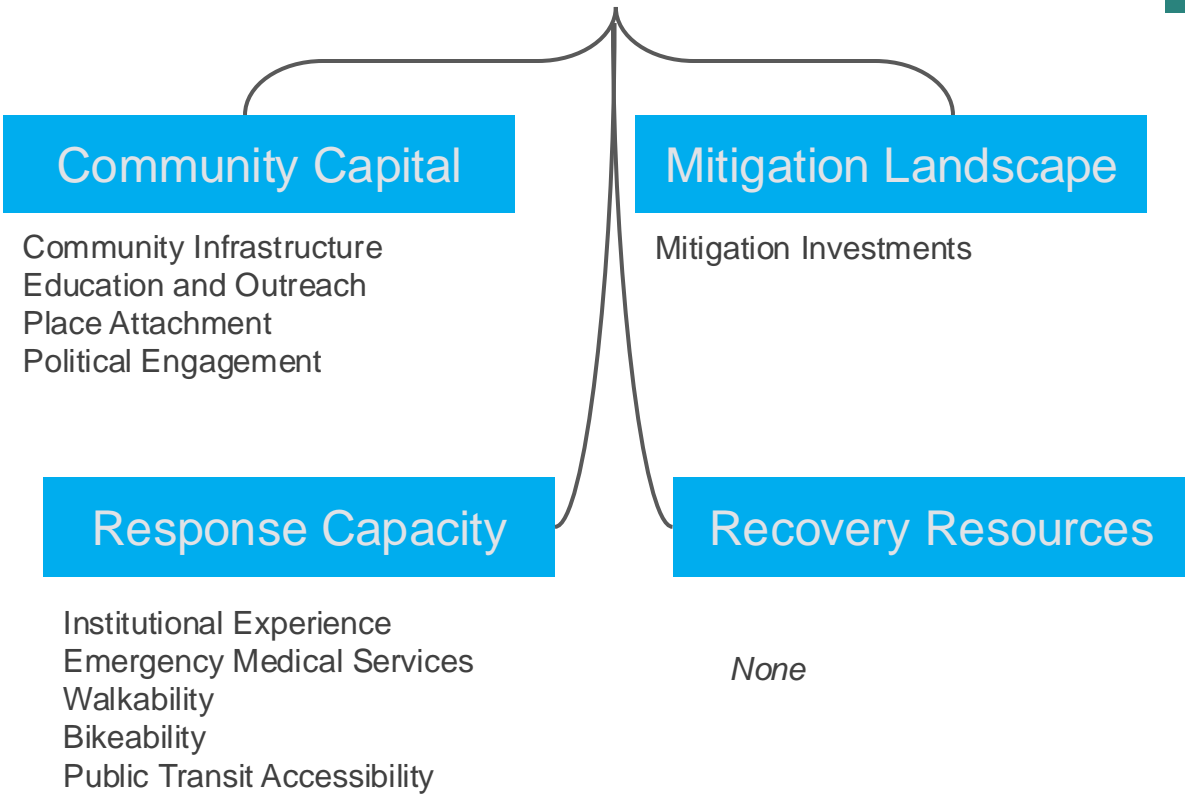 Community Capital
Mitigation Landscape
Community Infrastructure
Education and Outreach
Place Attachment
Political Engagement
Mitigation Investments
Response Capacity
Recovery Resources
Institutional Experience
Emergency Medical Services
Walkability
Bikeability
Public Transit Accessibility
None